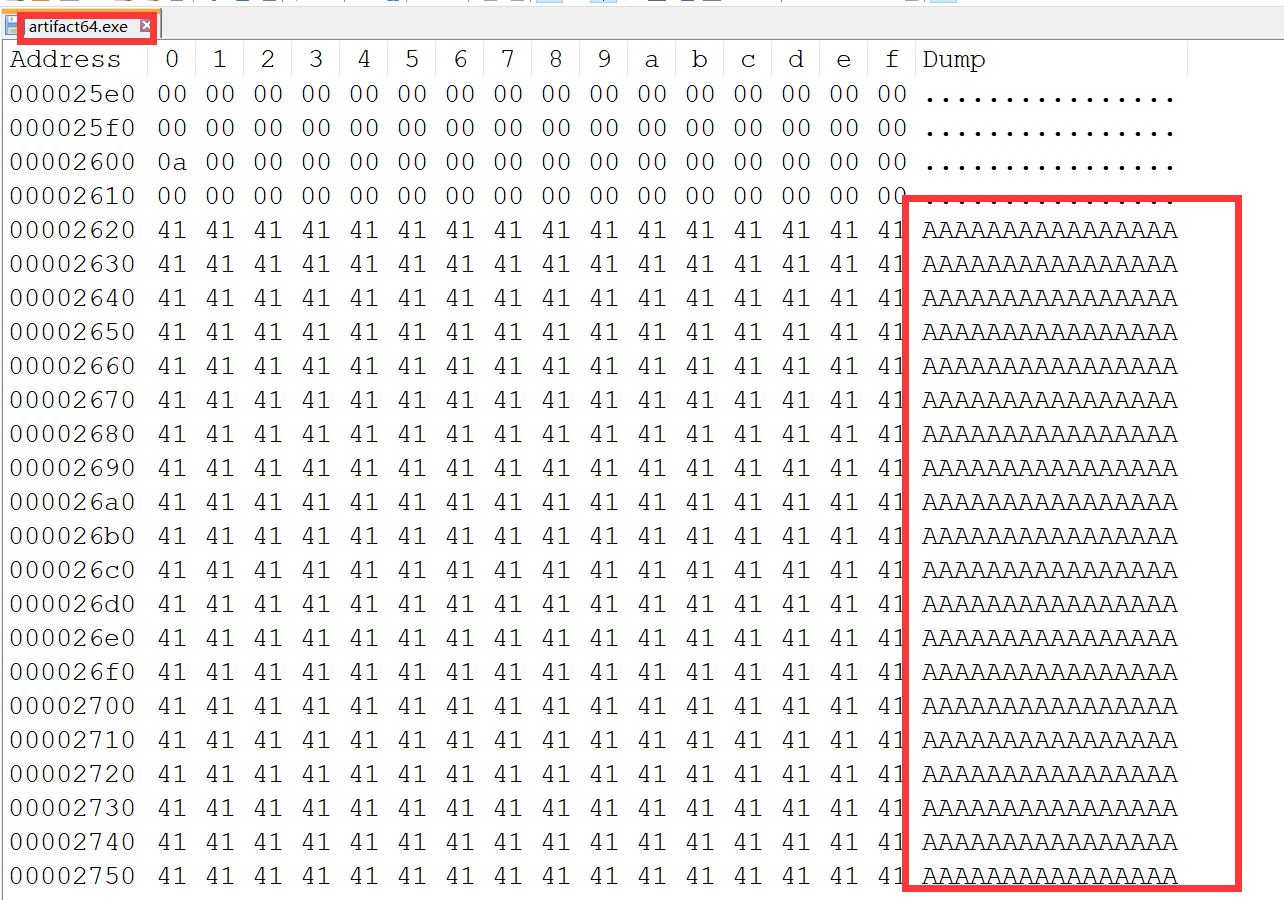 artifact64.exe
Address 0 1 2 3 4 5 6 7 8 9 a b c d e f Dump
000025e0 00 00 00 00 00 00 00 00 00 00 00 00 00 00 00 00 ................
000025f0 00 00 00 00 00 00 00 00 00 00 00 00 00 00 00 00 ................
00002600 0a 00 00 00 00 00 00 00 00 00 00 00 00 00 00 00 ................
00002610 00 00 00 00 00 00 00 00 00 00 00 00 00 00 00 00 ................
00002620 41 41 41 41 41 41 41 41 41 41 41 41 41 41 41 41 AAAAAAAAAAAAAAAA
00002630 41 41 41 41 41 41 41 41 41 41 41 41 41 41 41 41 AAAAAAAAAAAAAAAA
00002640 41 41 41 41 41 41 41 41 41 41 41 41 41 41 41 41 AAAAAAAAAAAAAAAA
00002650 41 41 41 41 41 41 41 41 41 41 41 41 41 41 41 41 AAAAAAAAAAAAAAAA
00002660 41 41 41 41 41 41 41 41 41 41 41 41 41 41 41 41 AAAAAAAAAAAAAAAA
00002670 41 41 41 41 41 41 41 41 41 41 41 41 41 41 41 41 AAAAAAAAAAAAAAAA
00002680 41 41 41 41 41 41 41 41 41 41 41 41 41 41 41 41 AAAAAAAAAAAAAAAA
00002690 41 41 41 41 41 41 41 41 41 41 41 41 41 41 41 41 AAAAAAAAAAAAAAAA
000026a0 41 41 41 41 41 41 41 41 41 41 41 41 41 41 41 41 AAAAAAAAAAAAAAAA
000026b0 41 41 41 41 41 41 41 41 41 41 41 41 41 41 41 41 AAAAAAAAAAAAAAAA
000026c0 41 41 41 41 41 41 41 41 41 41 41 41 41 41 41 41 AAAAAAAAAAAAAAAA
000026d0 41 41 41 41 41 41 41 41 41 41 41 41 41 41 41 41 AAAAAAAAAAAAAAAA
000026e0 41 41 41 41 41 41 41 41 41 41 41 41 41 41 41 41 AAAAAAAAAAAAAAAA
000026f0 41 41 41 41 41 41 41 41 41 41 41 41 41 41 41 41 AAAAAAAAAAAAAAAA
00002700 41 41 41 41 41 41 41 41 41 41 41 41 41 41 41 41 AAAAAAAAAAAAAAAA
00002710 41 41 41 41 41 41 41 41 41 41 41 41 41 41 41 41 AAAAAAAAAAAAAAAA
00002720 41 41 41 41 41 41 41 41 41 41 41 41 41 41 41 41 AAAAAAAAAAAAAAAA
00002730 41 41 41 41 41 41 41 41 41 41 41 41 41 41 41 41 AAAAAAAAAAAAAAAA
00002740 41 41 41 41 41 41 41 41 41 41 41 41 41 41 41 41 AAAAAAAAAAAAAAAA
00002750 41 41 41 41 41 41 41 41 41 41 41 41 41 41 41 41 AAAAAAAAAAAAAAAA